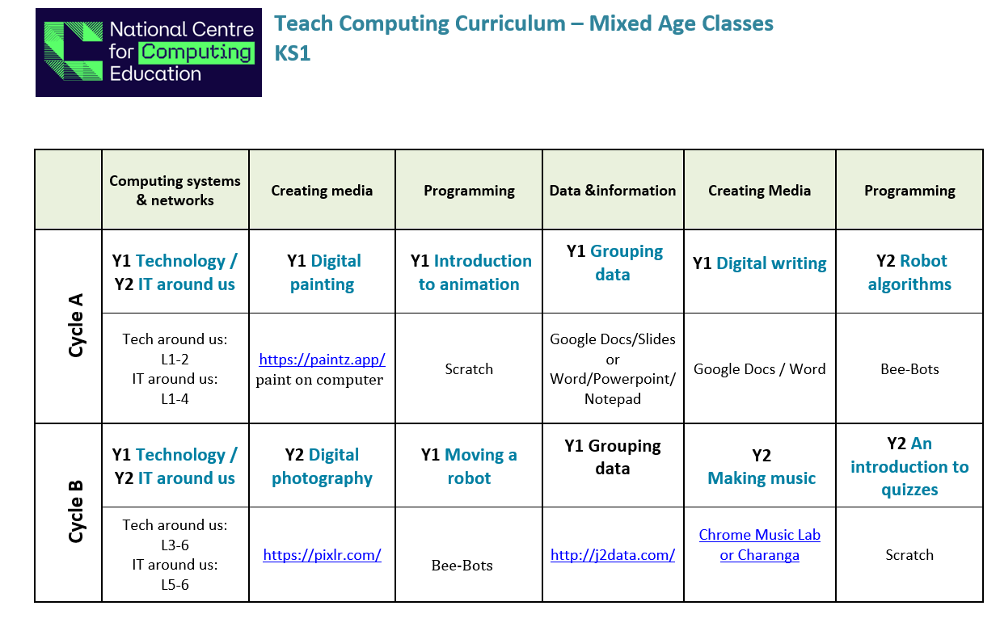 National Centre
for Computing
Education
Teach Computing Curriculum – Mixed Age Classes
KS1
Computing systems
& networks
Creating media
Programming
Data &information
Creating Media
Programming
Cycle A
Y1 Technology /
Y2 IT around us
Y1 Digital
painting
Y1 Introduction
to animation
Y1 Grouping
data
Y1 Digital writing
Y2 Robot
algorithms
Tech around us:
L1-2
IT around us:
L1-4
https://paintz.app/
paint on computer
Scratch
Google Docs/Slides
or
Word/Powerpoint/
Notepad
Google Docs / Word
Bee-Bots
Cycle B
Y1 Technology /
Y2 IT around us
Y2 Digital
photography
Y1 Moving a
robot
Y1 Grouping
data
Y2
Making music
Y2 An
introduction to
quizzes
Tech around us:
L3-6
IT around us:
L5-6
https://pixlr.com/
Bee-Bots
http://j2data.com/
Chrome Music Lab
or Charanga
Scratch